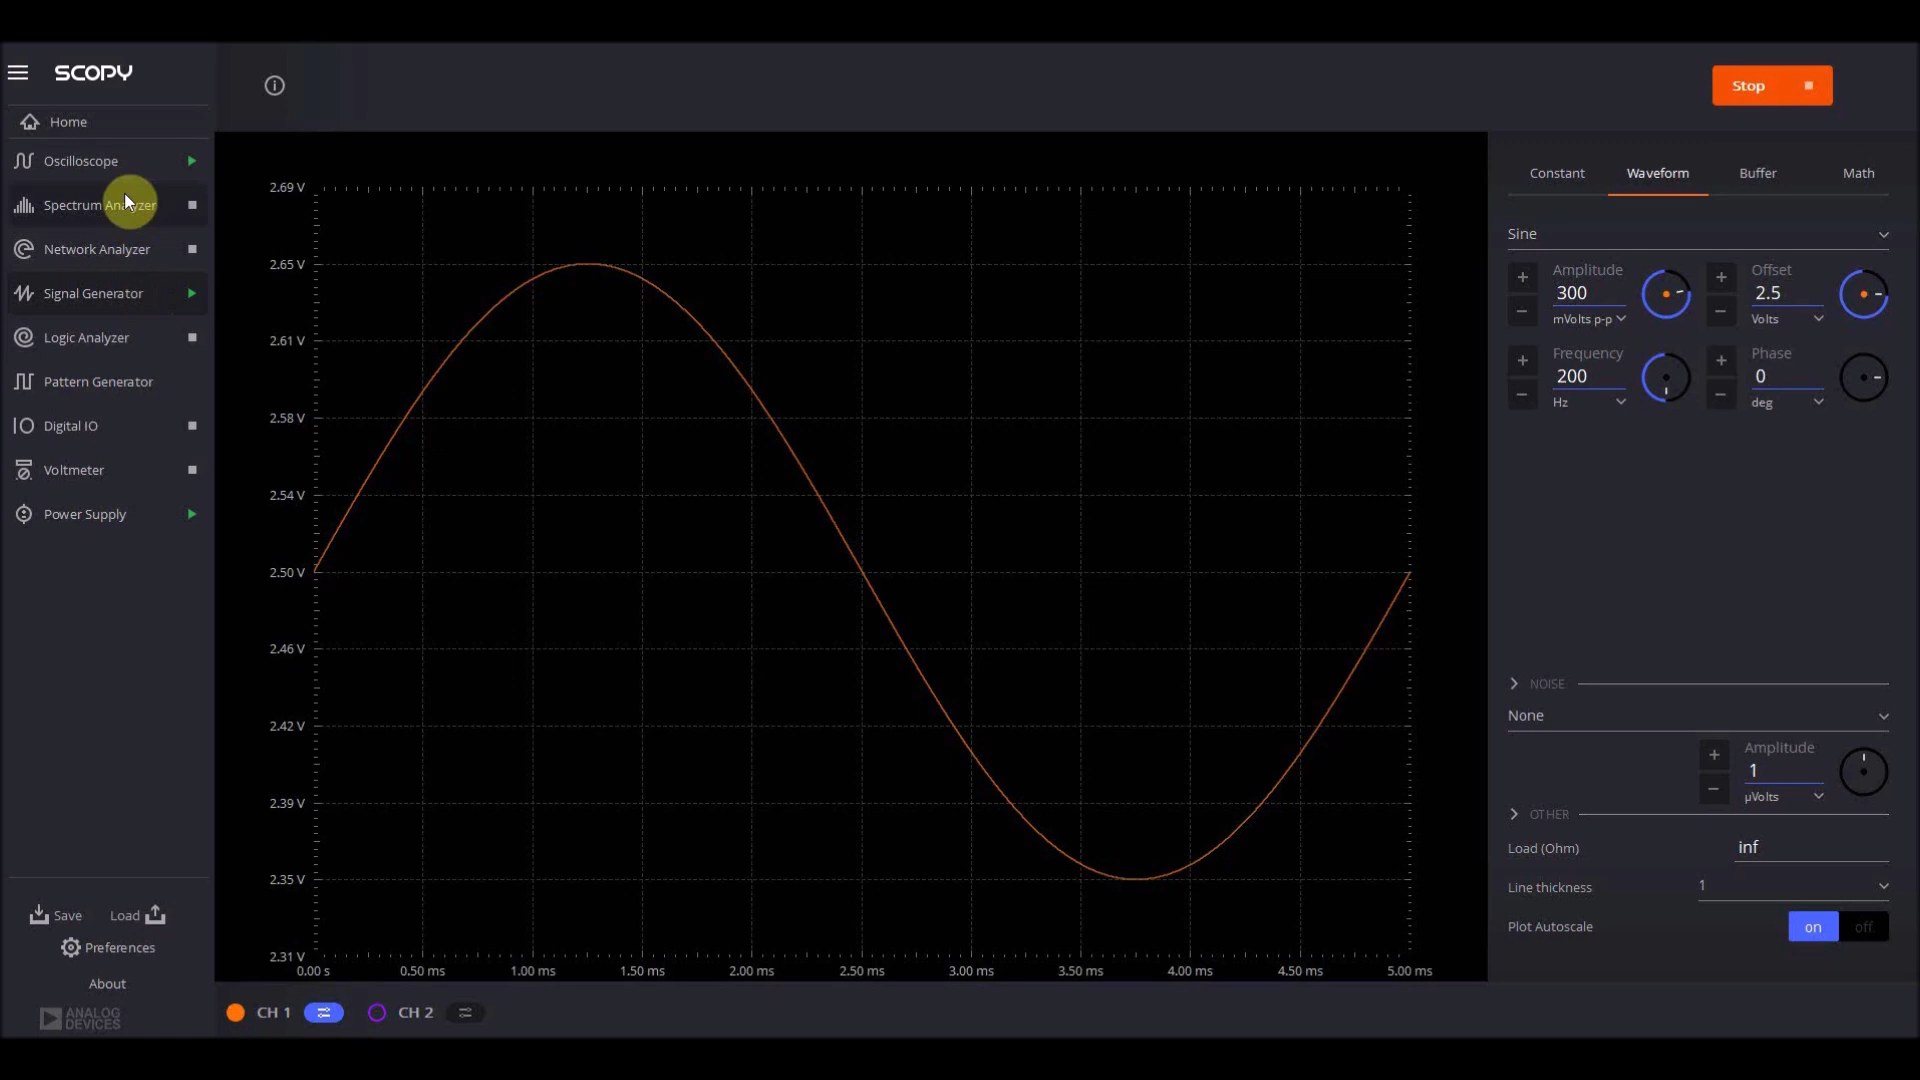 SCOPY
Stop
Home
Oscilloscope
Spectrum Analyzer
Network Analyzer
Signal Generator
Logic Analyzer
Pattern Generator
Digital IO
Voltmeter
Power Supply
Save Load
Preferences
About
ANALOG
DEVICES
2.69 V
2.65 V
2.61 V
2.58 V
2.54 V
2.50 V
2.46 V
2.42 V
2.39 V
2.35 V
2.31 V
0.00 s 0.50 ms 1.00 ms 1.50 ms 2.00 ms 2.50 ms 3.00 ms 3.50 ms 4.00 ms 4.50 ms 5.00 ms
CH 1 CH 2
Constant Waveform Buffer Math
Sine
Amplitude Offset
300 2.5
mVolts p-p Volts
Frequency Phase
200 0
Hz deg
NOISE
None
Amplitude
1
µVolts
OTHER
Load (Ohm) inf
Line thickness 1
Plot Autoscale on off